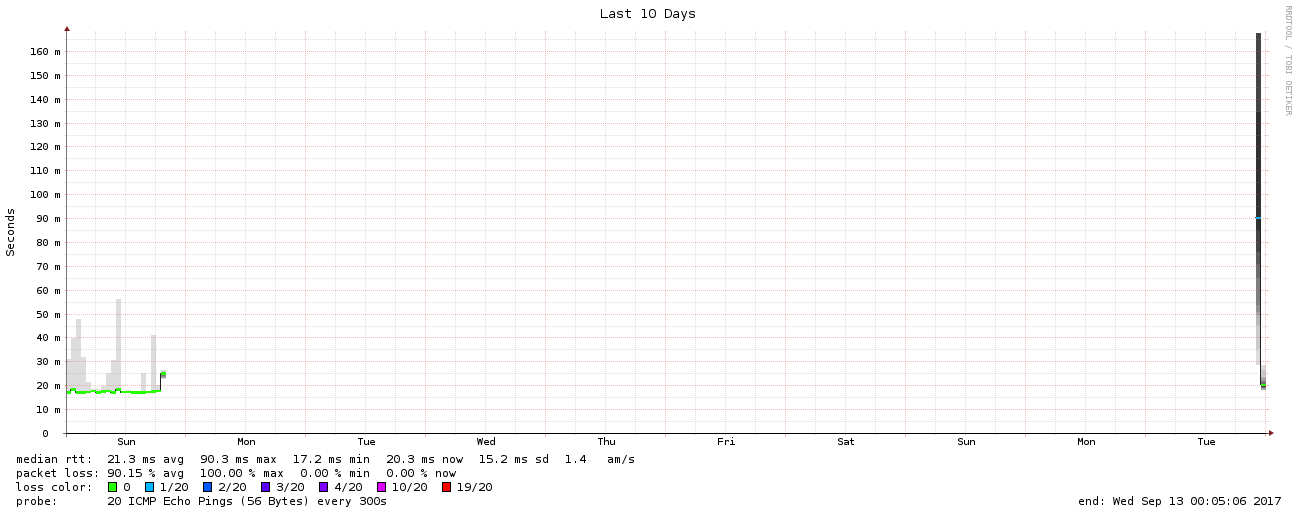 Last 10 Days
RRDTOOL / TOBI OETIKER
Seconds
160 m
150 m
140 m
130 m
120 m
110 m
100 m
90 m
80 m
70 m
60 m
50 m
40 m
30 m
20 m
10 m
0
Sun Mon Tue Wed Thu Fri Sat Sun Mon Tue
median rtt: 21.3 ms avg 90.3 ms max 17.2 ms min 20.3 ms now 15.2 ms sd 1.4 am/s
packet loss: 90.15 % avg 100.00 % max 0.00 % min 0.00 % now
loss color: 0 1/20 2/20 3/20 4/20 10/20 19/20
probe: 20 ICMP Echo Pings (56 Bytes) every 300s end: Wed Sep 13 00:05:06 2017